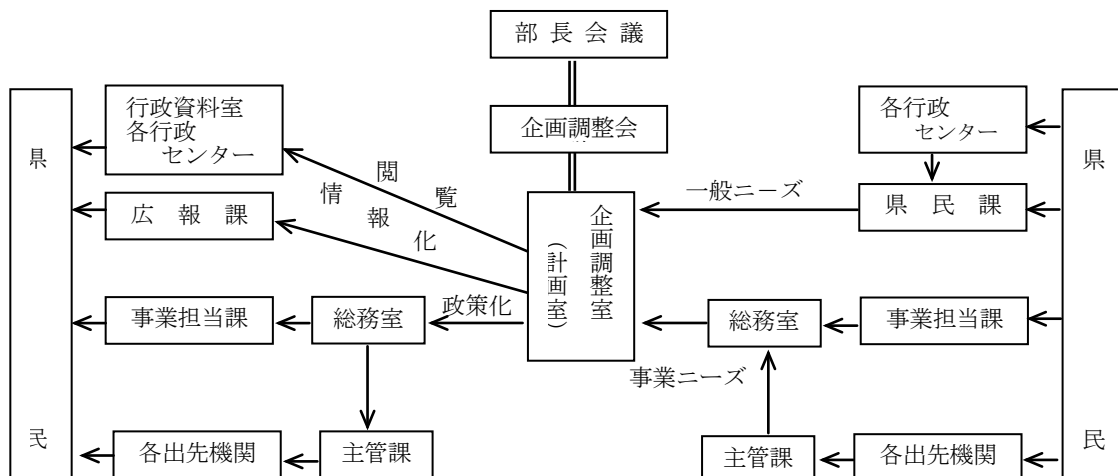 部長会議
企画調整会
行政資料室
各行政
センター
広報課
事業担当課
各出先機関
県民
閲覧
情報化
政策化
総務室
主管課
企画調整室
(計画室)
一般ニーズ
事業ニーズ
各行政
センター
県民課
総務室
事業担当課
主管課
各出先機関
県民